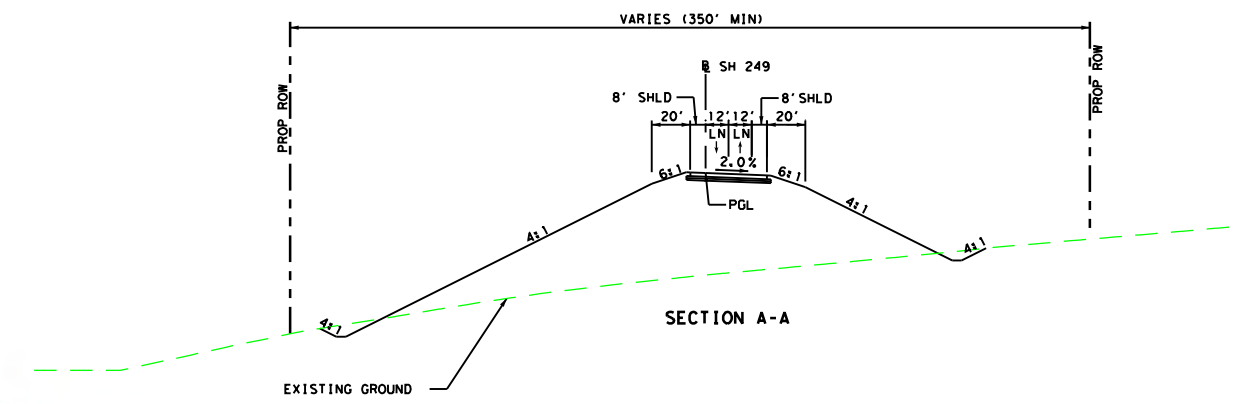 VARIES (350' MIN)
PROP ROW
PROP ROW
BL SH 249
8' SHLD
8' SHLD
20'
12'
12'
20'
LN
LN
2.0%
6:1
6:1
PGL
4:1
4:1
4:1
4:1
SECTION A-A
EXISTING GROUND